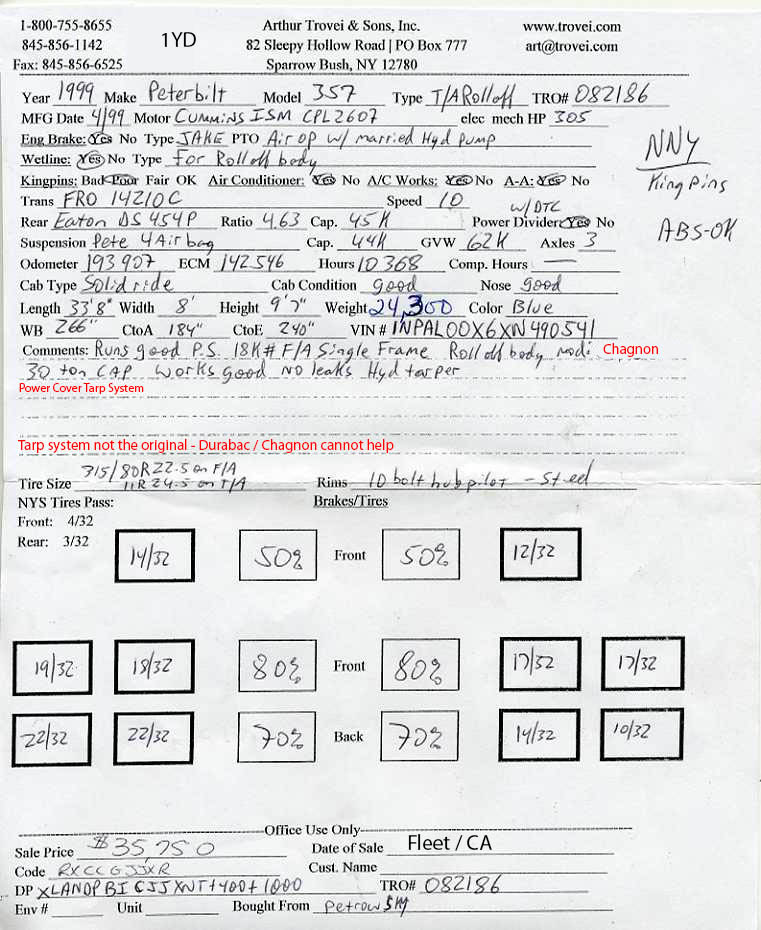 1-800-755-8655 1YD Arthur Trovei & Sons, Inc. www.trovei.com
845-856-1142 82 Sleepy Hollow Road | PO Box 777 art@trovei.com
Fax: 845-856-6525 Sparrow Bush, NY 12780
Year 1999 Make Peterbilt Model 357 Type T/A Rolloff TRO# 082186
MFG Date 4/99 Motor Cummins ISM CPL2607 elec mech HP 305
Eng Brake: Yes No Type JAKE PTO Air OP w/ married Hyd pump
NNY
Wetline: Yes No Type for Rolloff body
King pins
Kingpins: Bad Poor Fair OK Air Conditioner: Yes No A/C Works: Yes No A-A: Yes No
Trans FRO 14210C Speed 10
w/DTC
Rear Eaton DS454P Ratio 4.63 Cap. 45K Power Divider: Yes No
ABS-OK
Suspension Pete 4 Air bag Cap. 44K GVW 62K Axles 3
Odometer 193907 ECM 142546 Hours 10368 Comp. Hours —
Cab Type Solid ride Cab Condition good Nose good
Length 33'8" Width 8' Height 9'7" Weight 24,300 Color Blue
WB 266" CtoA 184" CtoE 240" VIN # 1NPAL00X6XN490541
Comments: Runs good P.S. 18K# F/A Single Frame Rolloff body modi Chagnon
30 ton CAP. works good no leaks Hyd tarper
Power Cover Tarp System
Tarp system not the original - Durabac / Chagnon cannot help
315/80R22.5 on F/A
Tire Size 11R24.5 on T/A Rims 10 bolt hub pilot - Steel
NYS Tires Pass: Brakes/Tires
Front: 4/32
Rear: 3/32
14/32 50% Front 50% 12/32
19/32 18/32 80% Front 80% 17/32 17/32
22/32 22/32 70% Back 70% 14/32 10/32
Office Use Only
Sale Price $35,750 Date of Sale Fleet / CA
Code RXCCGJJXR Cust. Name
DP XLANDPBICJJXNT+400+1000 TRO# 082186
Env # Unit Bought From Petrow